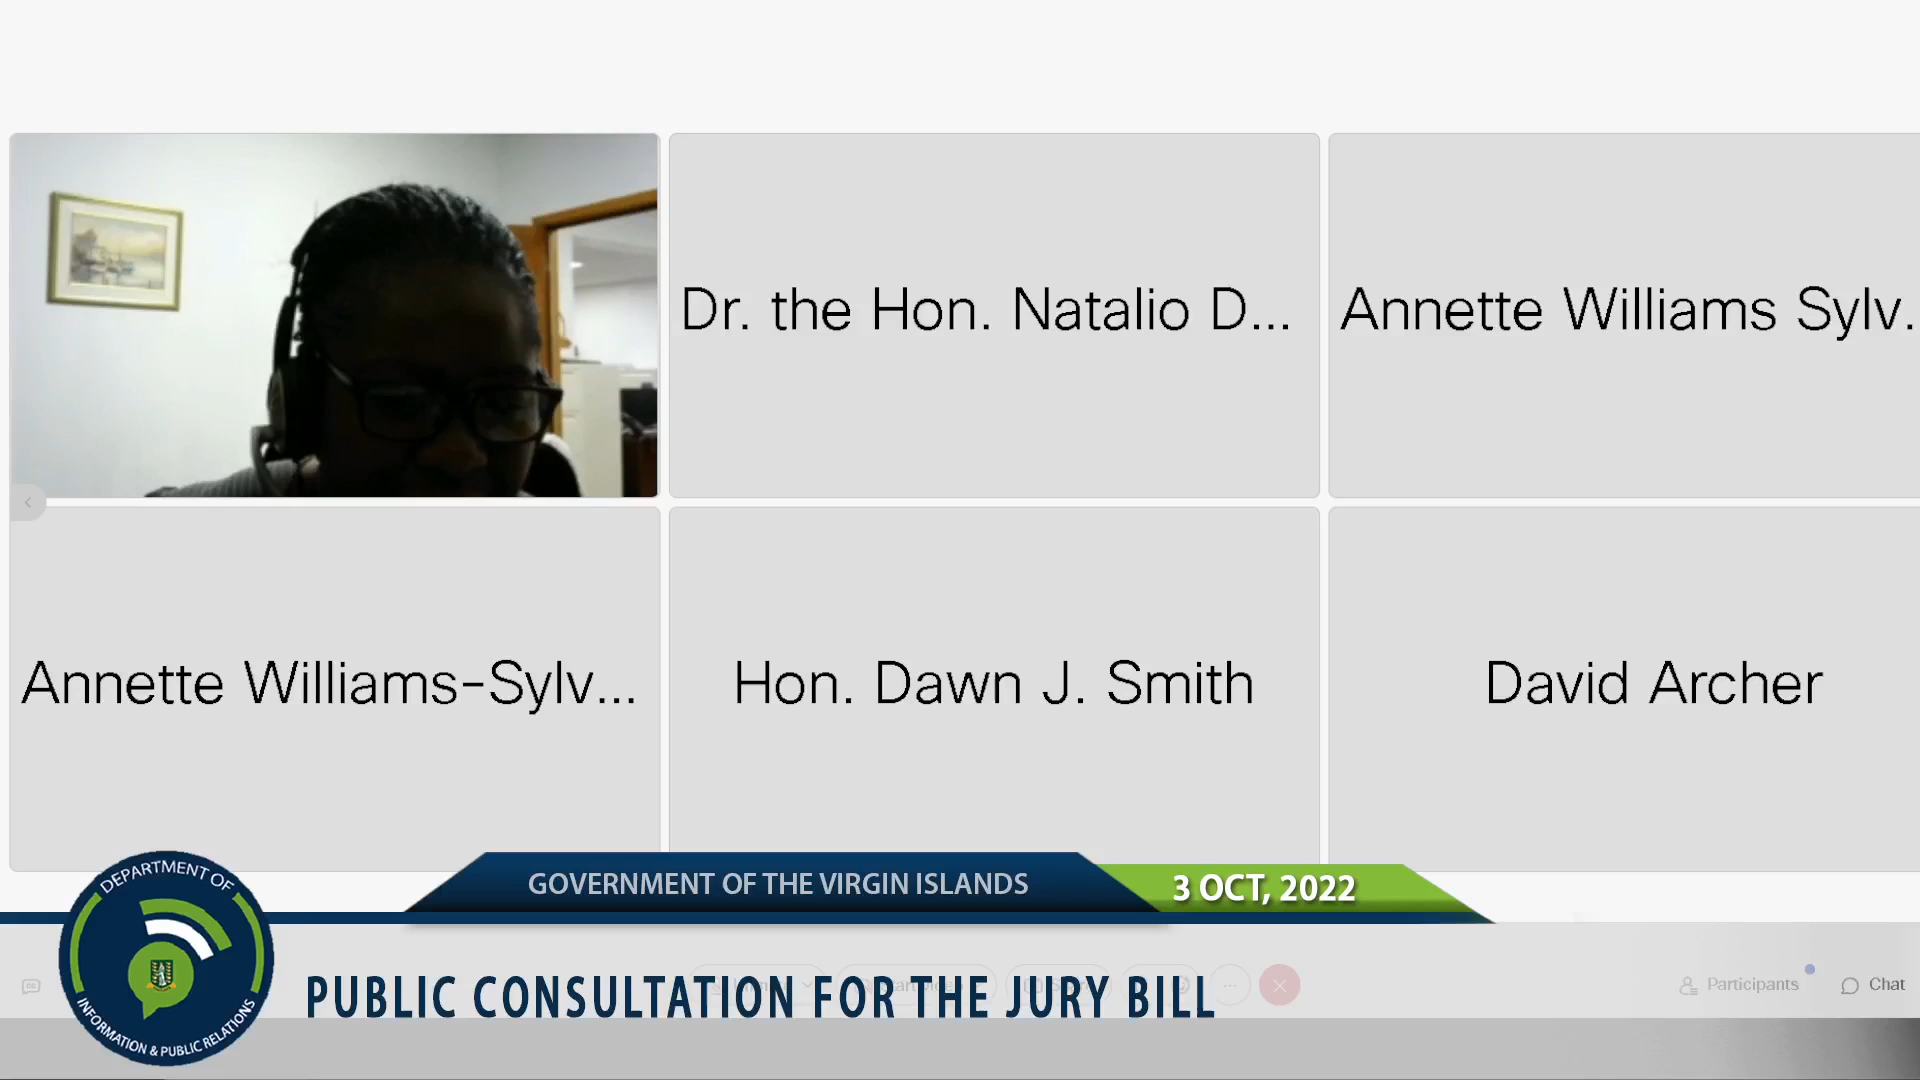 Dr. the Hon. Natalio D...
Annette Williams Sylv.
Annette Williams-Sylv...
Hon. Dawn J. Smith
David Archer
GOVERNMENT OF THE VIRGIN ISLANDS
3 OCT, 2022
DEPARTMENT OF
INFORMATION & PUBLIC RELATIONS
PUBLIC CONSULTATION FOR THE JURY BILL
Participants
Chat